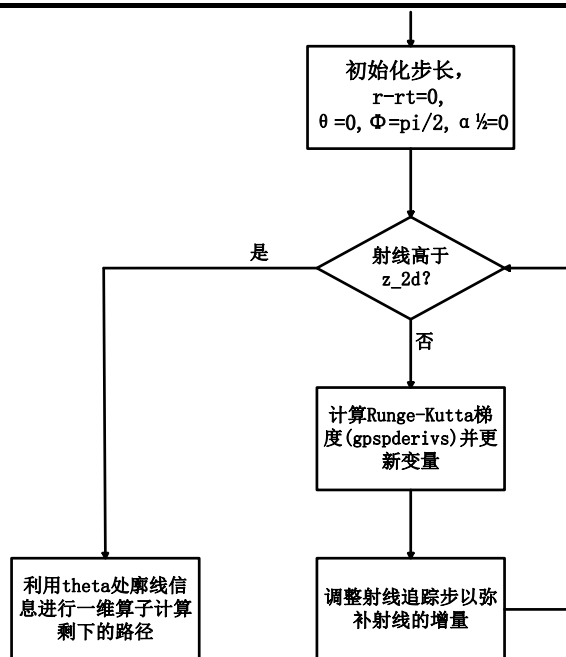 初始化步长，
r-rt=0,
θ=0, Φ=pi/2, α½=0
是
射线高于
z_2d?
否
计算Runge-Kutta梯
度(gpspderivs)并更
新变量
利用theta处廓线信
息进行一维算子计算
剩下的路径
调整射线追踪步以弥
补射线的增量